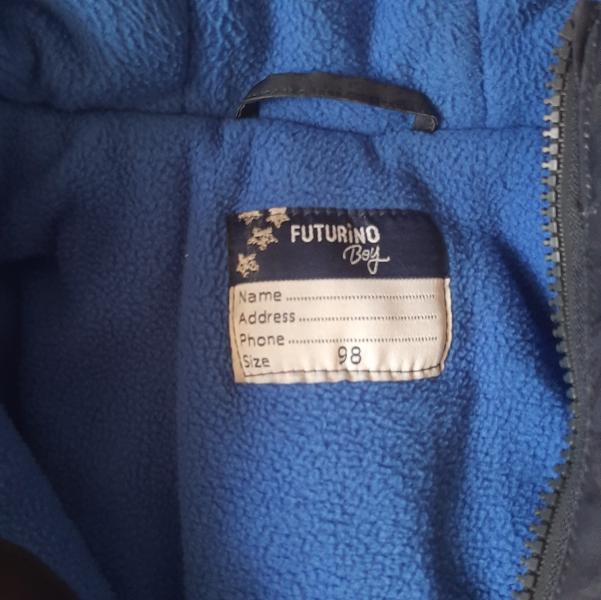 FUTURiNO
Boy
Name
Address
Phone
Size 98